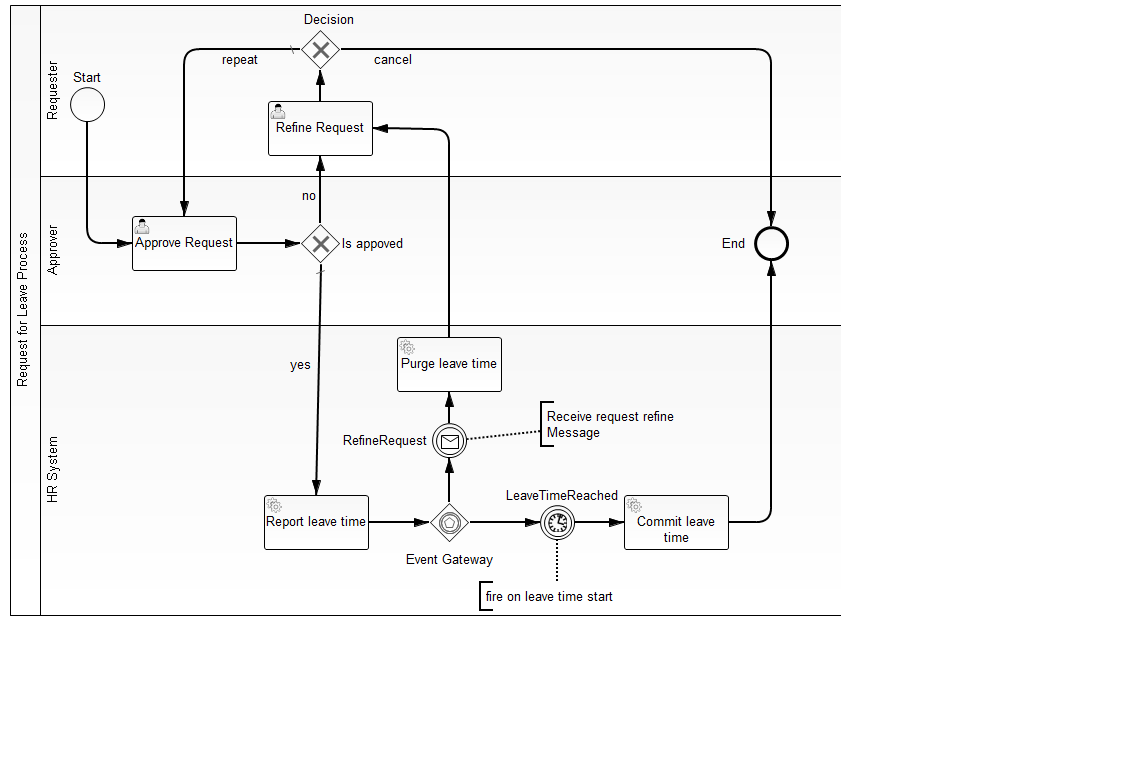 Request for Leave Process
Requester
Decision
repeat
cancel
Start
Refine Request
Approver
no
Approve Request
Is appoved
End
HR System
yes
Purge leave time
RefineRequest
Receive request refine
Message
LeaveTimeReached
Report leave time
Commit leave
time
Event Gateway
fire on leave time start